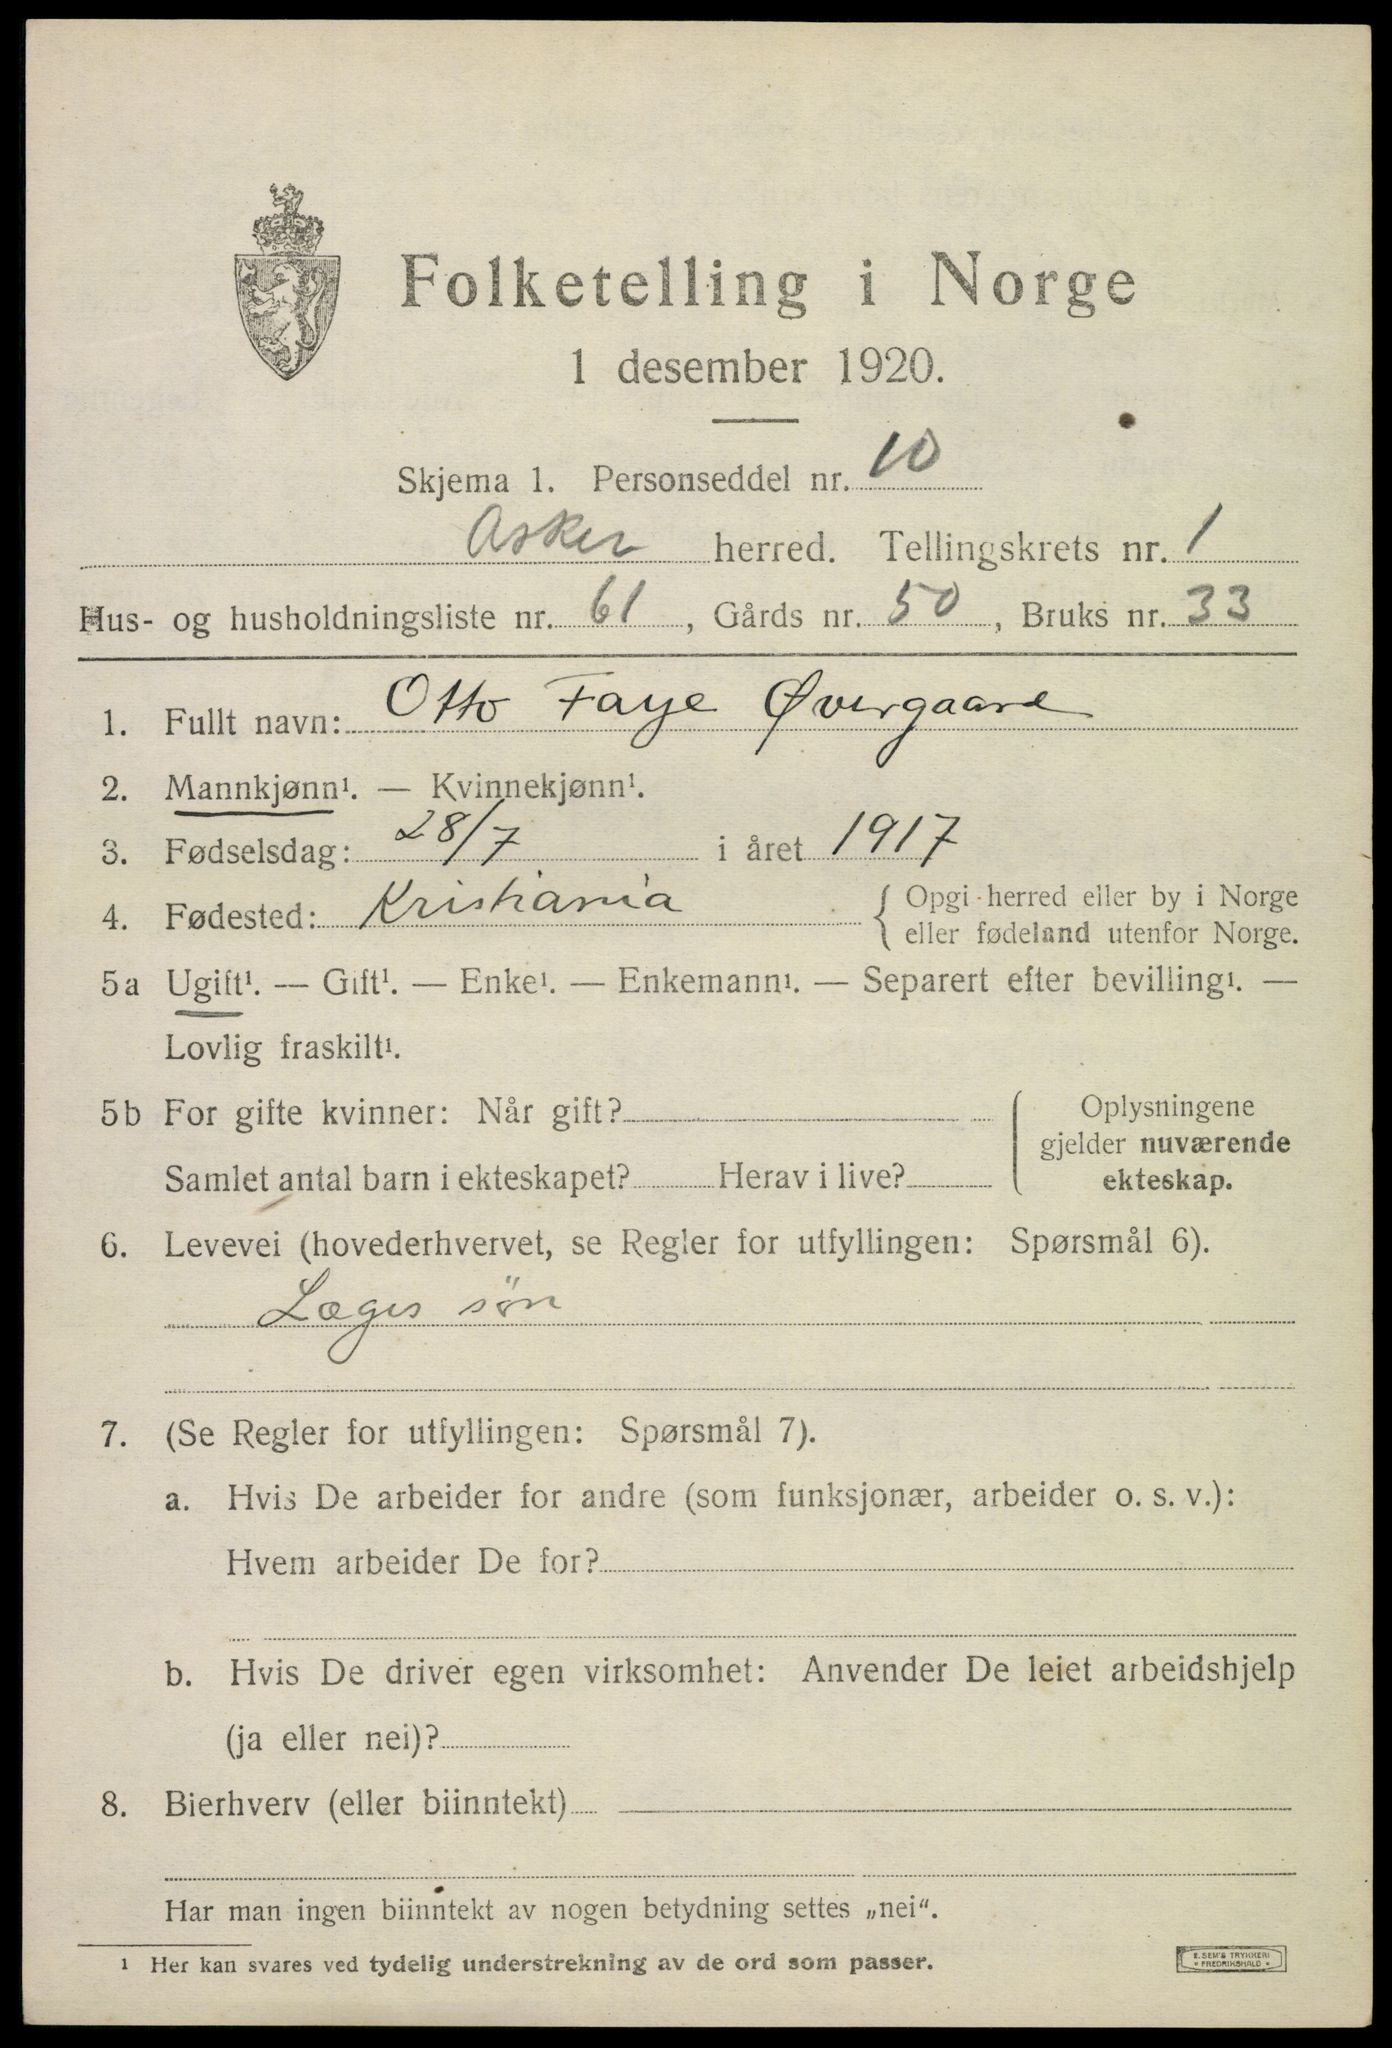 Folketelling i Norge
1 desember 1920.
Skjema 1. Personseddel nr. 10
Asker herred. Tellingskrets nr. 1
Hus- og husholdningsliste nr. 61, Gårds nr. 50, Bruks nr. 33
1. Fullt navn: Otto Faye Øvergaard
2. Mannkjønn¹. — Kvinnekjønn¹.
3. Fødselsdag: 28/7 i året 1917
4. Fødested: Kristiania { Opgi herred eller by i Norge
eller fødeland utenfor Norge.
5a Ugift¹. — Gift¹. — Enke¹. — Enkemann¹. — Separert efter bevilling¹. —
Lovlig fraskilt¹.
5b For gifte kvinner: Når gift? { Oplysningene
gjelder nuværende
Samlet antal barn i ekteskapet? Herav i live? ekteskap.
6. Levevei (hovederhvervet, se Regler for utfyllingen: Spørsmål 6).
Læges søn
7. (Se Regler for utfyllingen: Spørsmål 7).
a. Hvis De arbeider for andre (som funksjonær, arbeider o. s. v.):
Hvem arbeider De for?
b. Hvis De driver egen virksomhet: Anvender De leiet arbeidshjelp
(ja eller nei)?
8. Bierhverv (eller biinntekt)
Har man ingen biinntekt av nogen betydning settes „nei“.
¹ Her kan svares ved tydelig understrekning av de ord som passer.
E. SEM'S TRYKKERI
* FREDRIKSHALD *